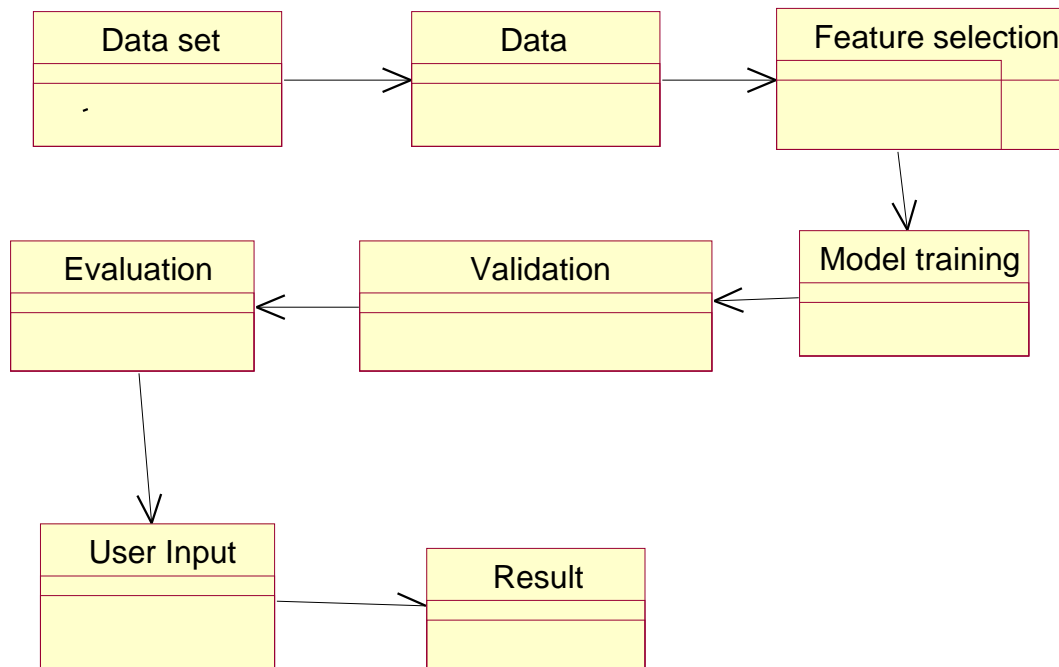 Data set
Data
Feature selection
Model training
Validation
Evaluation
User Input
Result